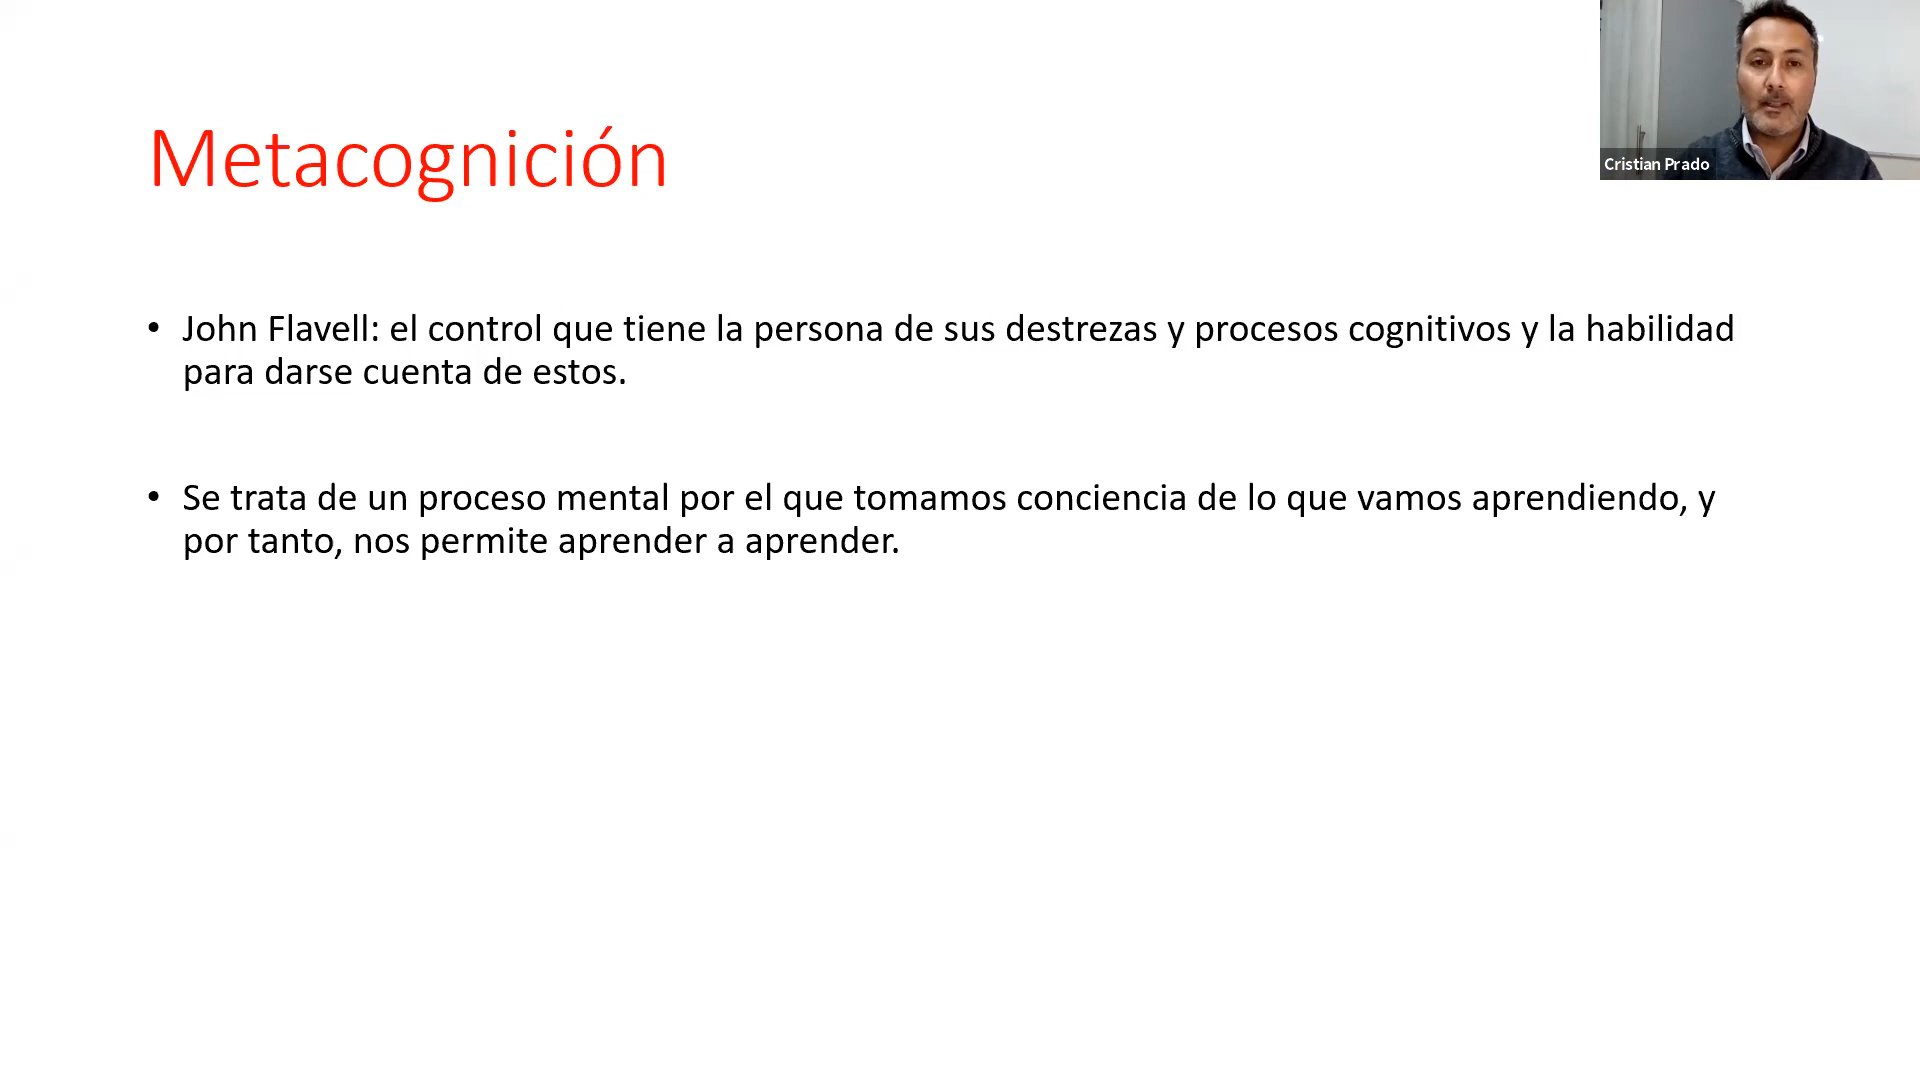 Metacognición
Cristian Prado
• John Flavell: el control que tiene la persona de sus destrezas y procesos cognitivos y la habilidad
para darse cuenta de estos.
• Se trata de un proceso mental por el que tomamos conciencia de lo que vamos aprendiendo, y
por tanto, nos permite aprender a aprender.